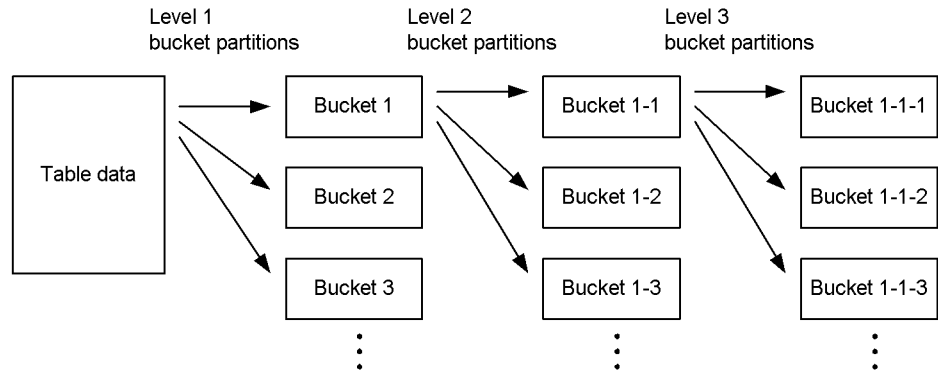 Level 1
bucket partitions
Level 2
bucket partitions
Level 3
bucket partitions
Table data
Bucket 1
Bucket 2
Bucket 3
Bucket 1-1
Bucket 1-2
Bucket 1-3
Bucket 1-1-1
Bucket 1-1-2
Bucket 1-1-3